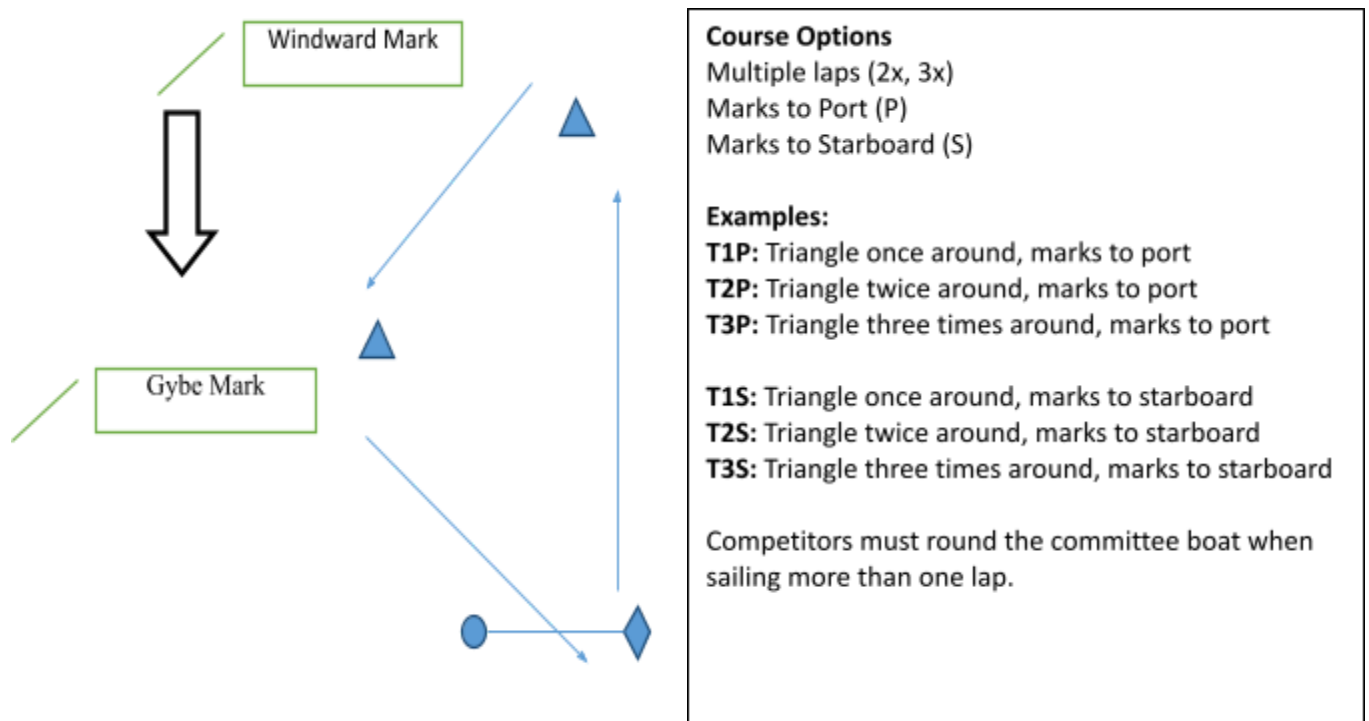 Windward Mark
Gybe Mark
Course Options
Multiple laps (2x, 3x)
Marks to Port (P)
Marks to Starboard (S)
Examples:
T1P: Triangle once around, marks to port
T2P: Triangle twice around, marks to port
T3P: Triangle three times around, marks to port
T1S: Triangle once around, marks to starboard
T2S: Triangle twice around, marks to starboard
T3S: Triangle three times around, marks to starboard
Competitors must round the committee boat when
sailing more than one lap.